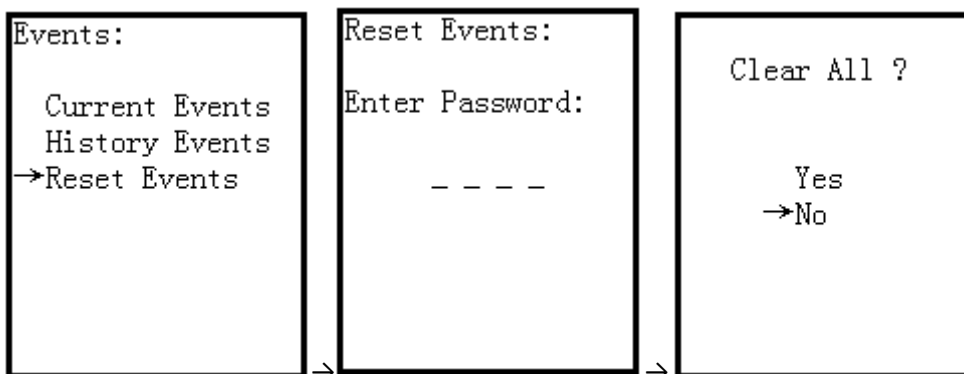 Events:
Current Events
History Events
→Reset Events
→
Reset Events:
Enter Password:
_ _ _ _
→
Clear All ?
Yes
→No